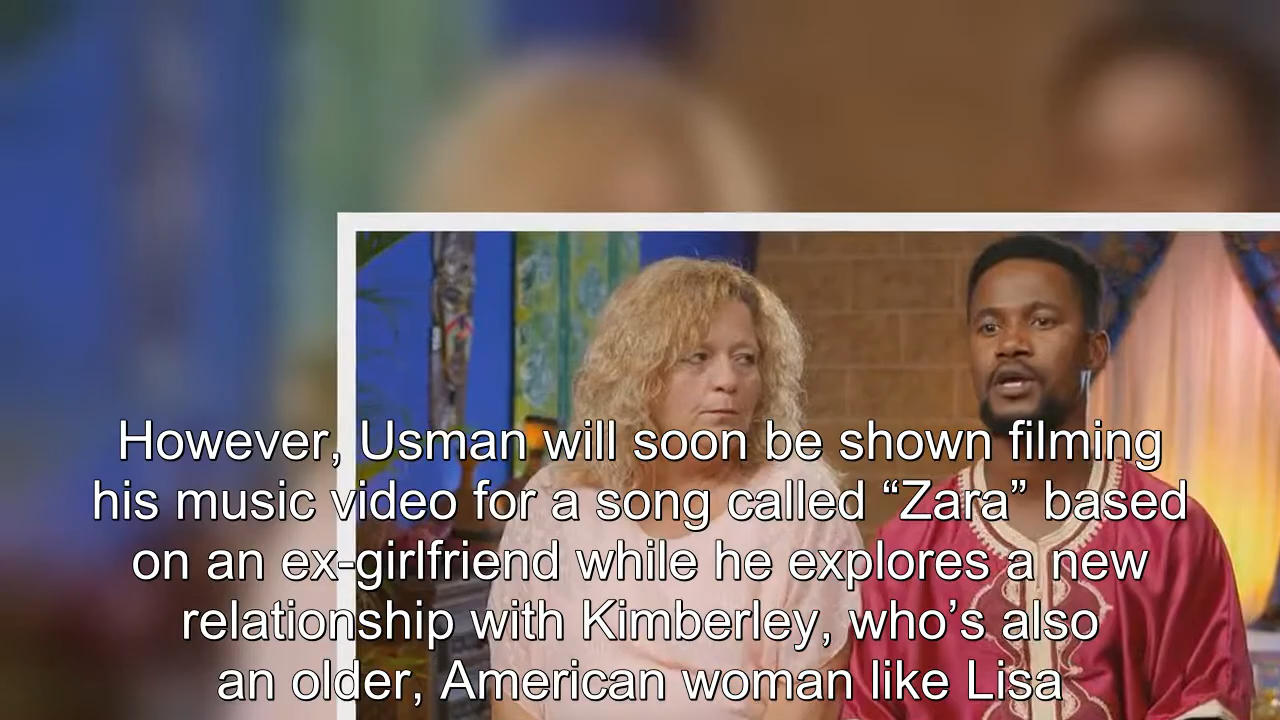 However, Usman will soon be shown filming
his music video for a song called “Zara” based
on an ex-girlfriend while he explores a new
relationship with Kimberley, who’s also
an older, American woman like Lisa